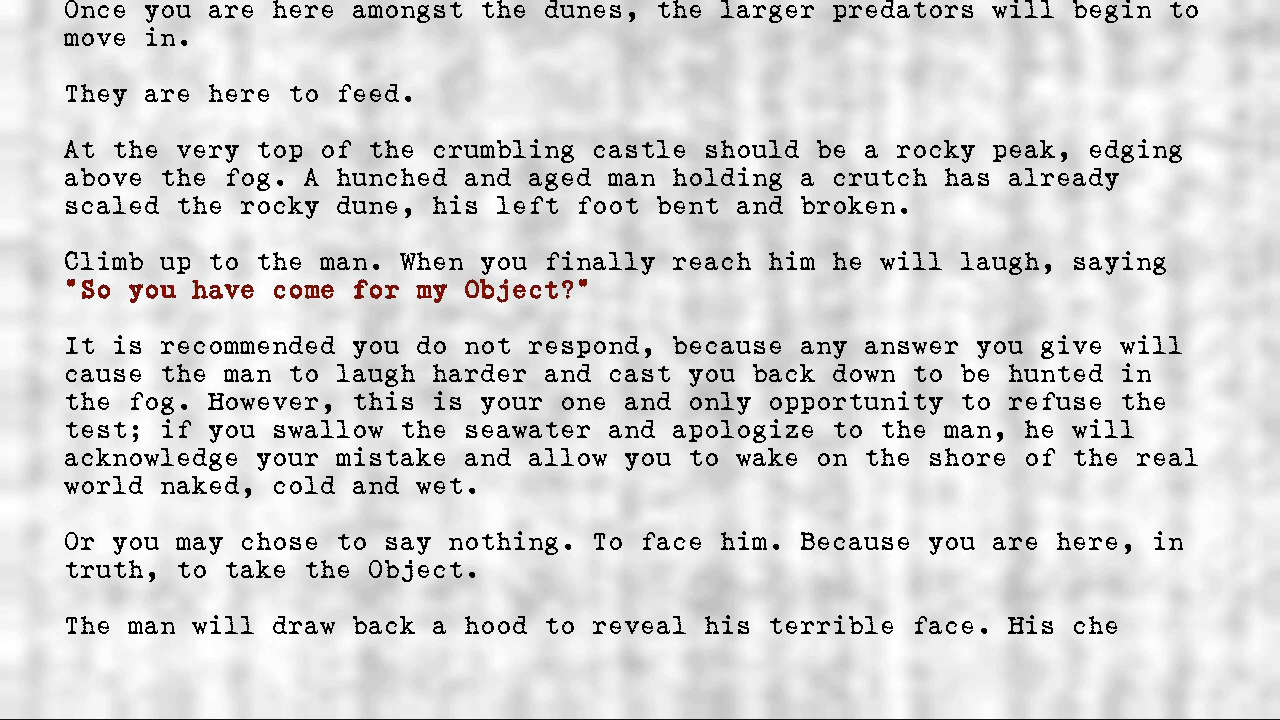 Once you are here amongst the dunes, the larger predators will begin to
move in.
They are here to feed.
At the very top of the crumbling castle should be a rocky peak, edging
above the fog. A hunched and aged man holding a crutch has already
scaled the rocky dune, his left foot bent and broken.
Climb up to the man. When you finally reach him he will laugh, saying
"So you have come for my Object?"
It is recommended you do not respond, because any answer you give will
cause the man to laugh harder and cast you back down to be hunted in
the fog. However, this is your one and only opportunity to refuse the
test; if you swallow the seawater and apologize to the man, he will
acknowledge your mistake and allow you to wake on the shore of the real
world naked, cold and wet.
Or you may chose to say nothing. To face him. Because you are here, in
truth, to take the Object.
The man will draw back a hood to reveal his terrible face. His che